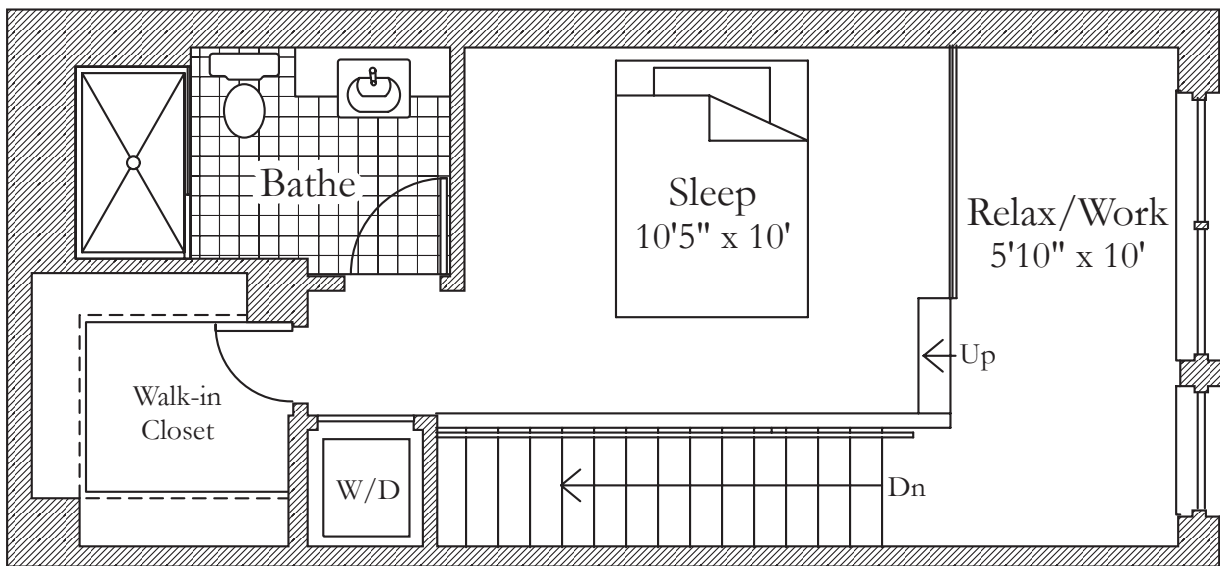 Bathe
Sleep
10'5" x 10'
Relax/Work
5'10" x 10'
Up
Walk-in
Closet
W/D
Dn